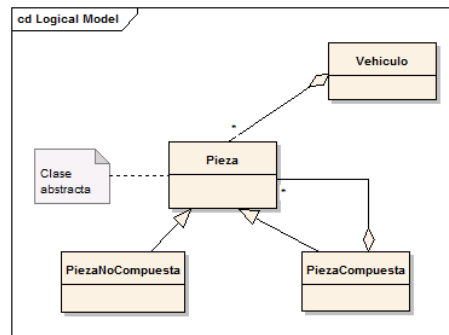 cd Logical Model
Vehiculo
*
Pieza
*
Clase
abstracta
PiezaNoCompuesta
PiezaCompuesta